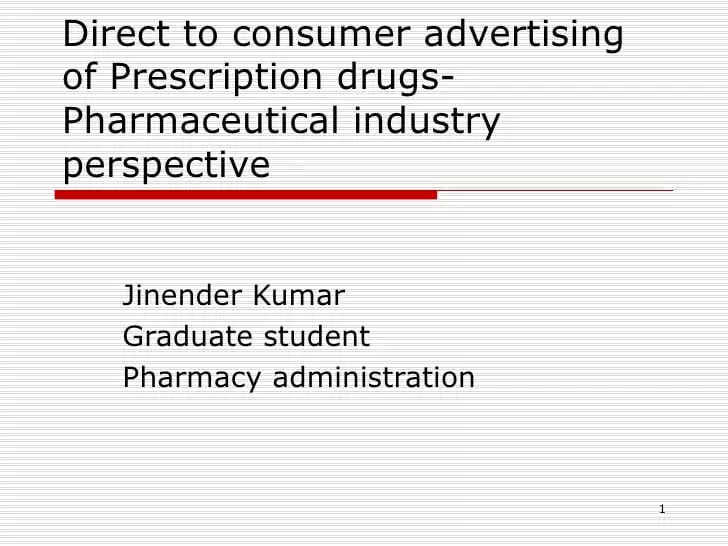 Direct to consumer advertising
of Prescription drugs-
Pharmaceutical industry
perspective
Jinender Kumar
Graduate student
Pharmacy administration
1